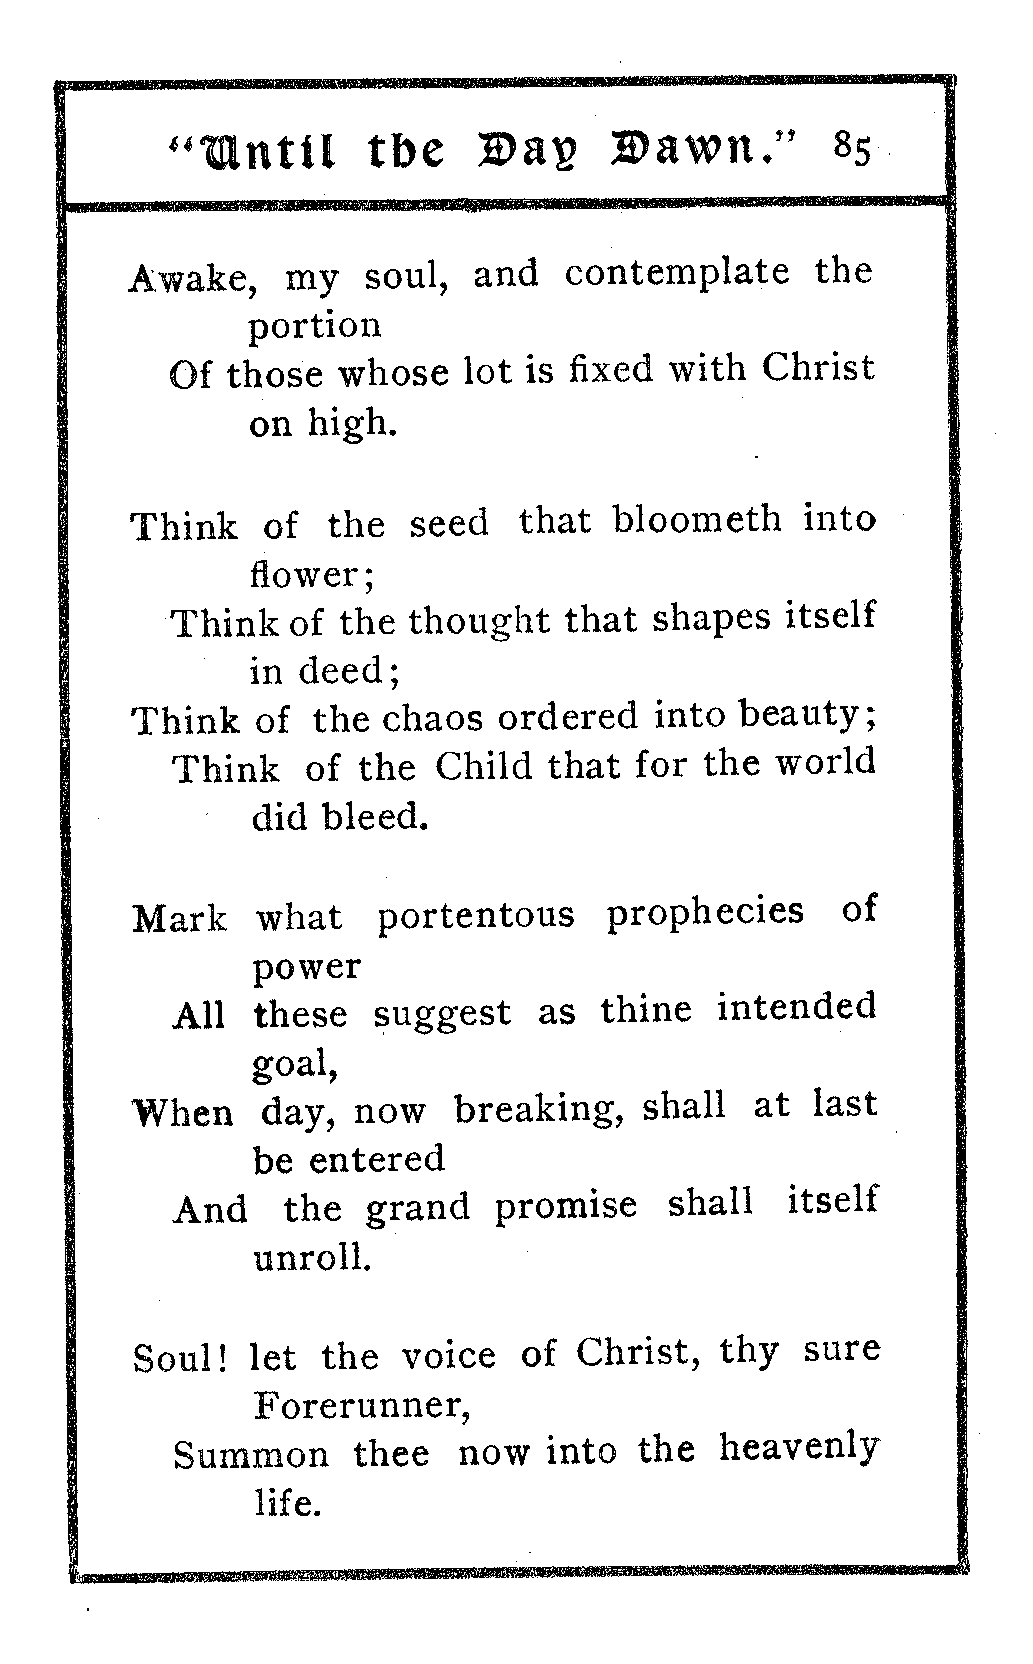 “Until the Day Dawn.” 85
Awake, my soul, and contemplate the
portion
Of those whose lot is fixed with Christ
on high.
Think of the seed that bloometh into
flower;
Think of the thought that shapes itself
in deed;
Think of the chaos ordered into beauty;
Think of the Child that for the world
did bleed.
Mark what portentous prophecies of
power
All these suggest as thine intended
goal,
When day, now breaking, shall at last
be entered
And the grand promise shall itself
unroll.
Soul! let the voice of Christ, thy sure
Forerunner,
Summon thee now into the heavenly
life.